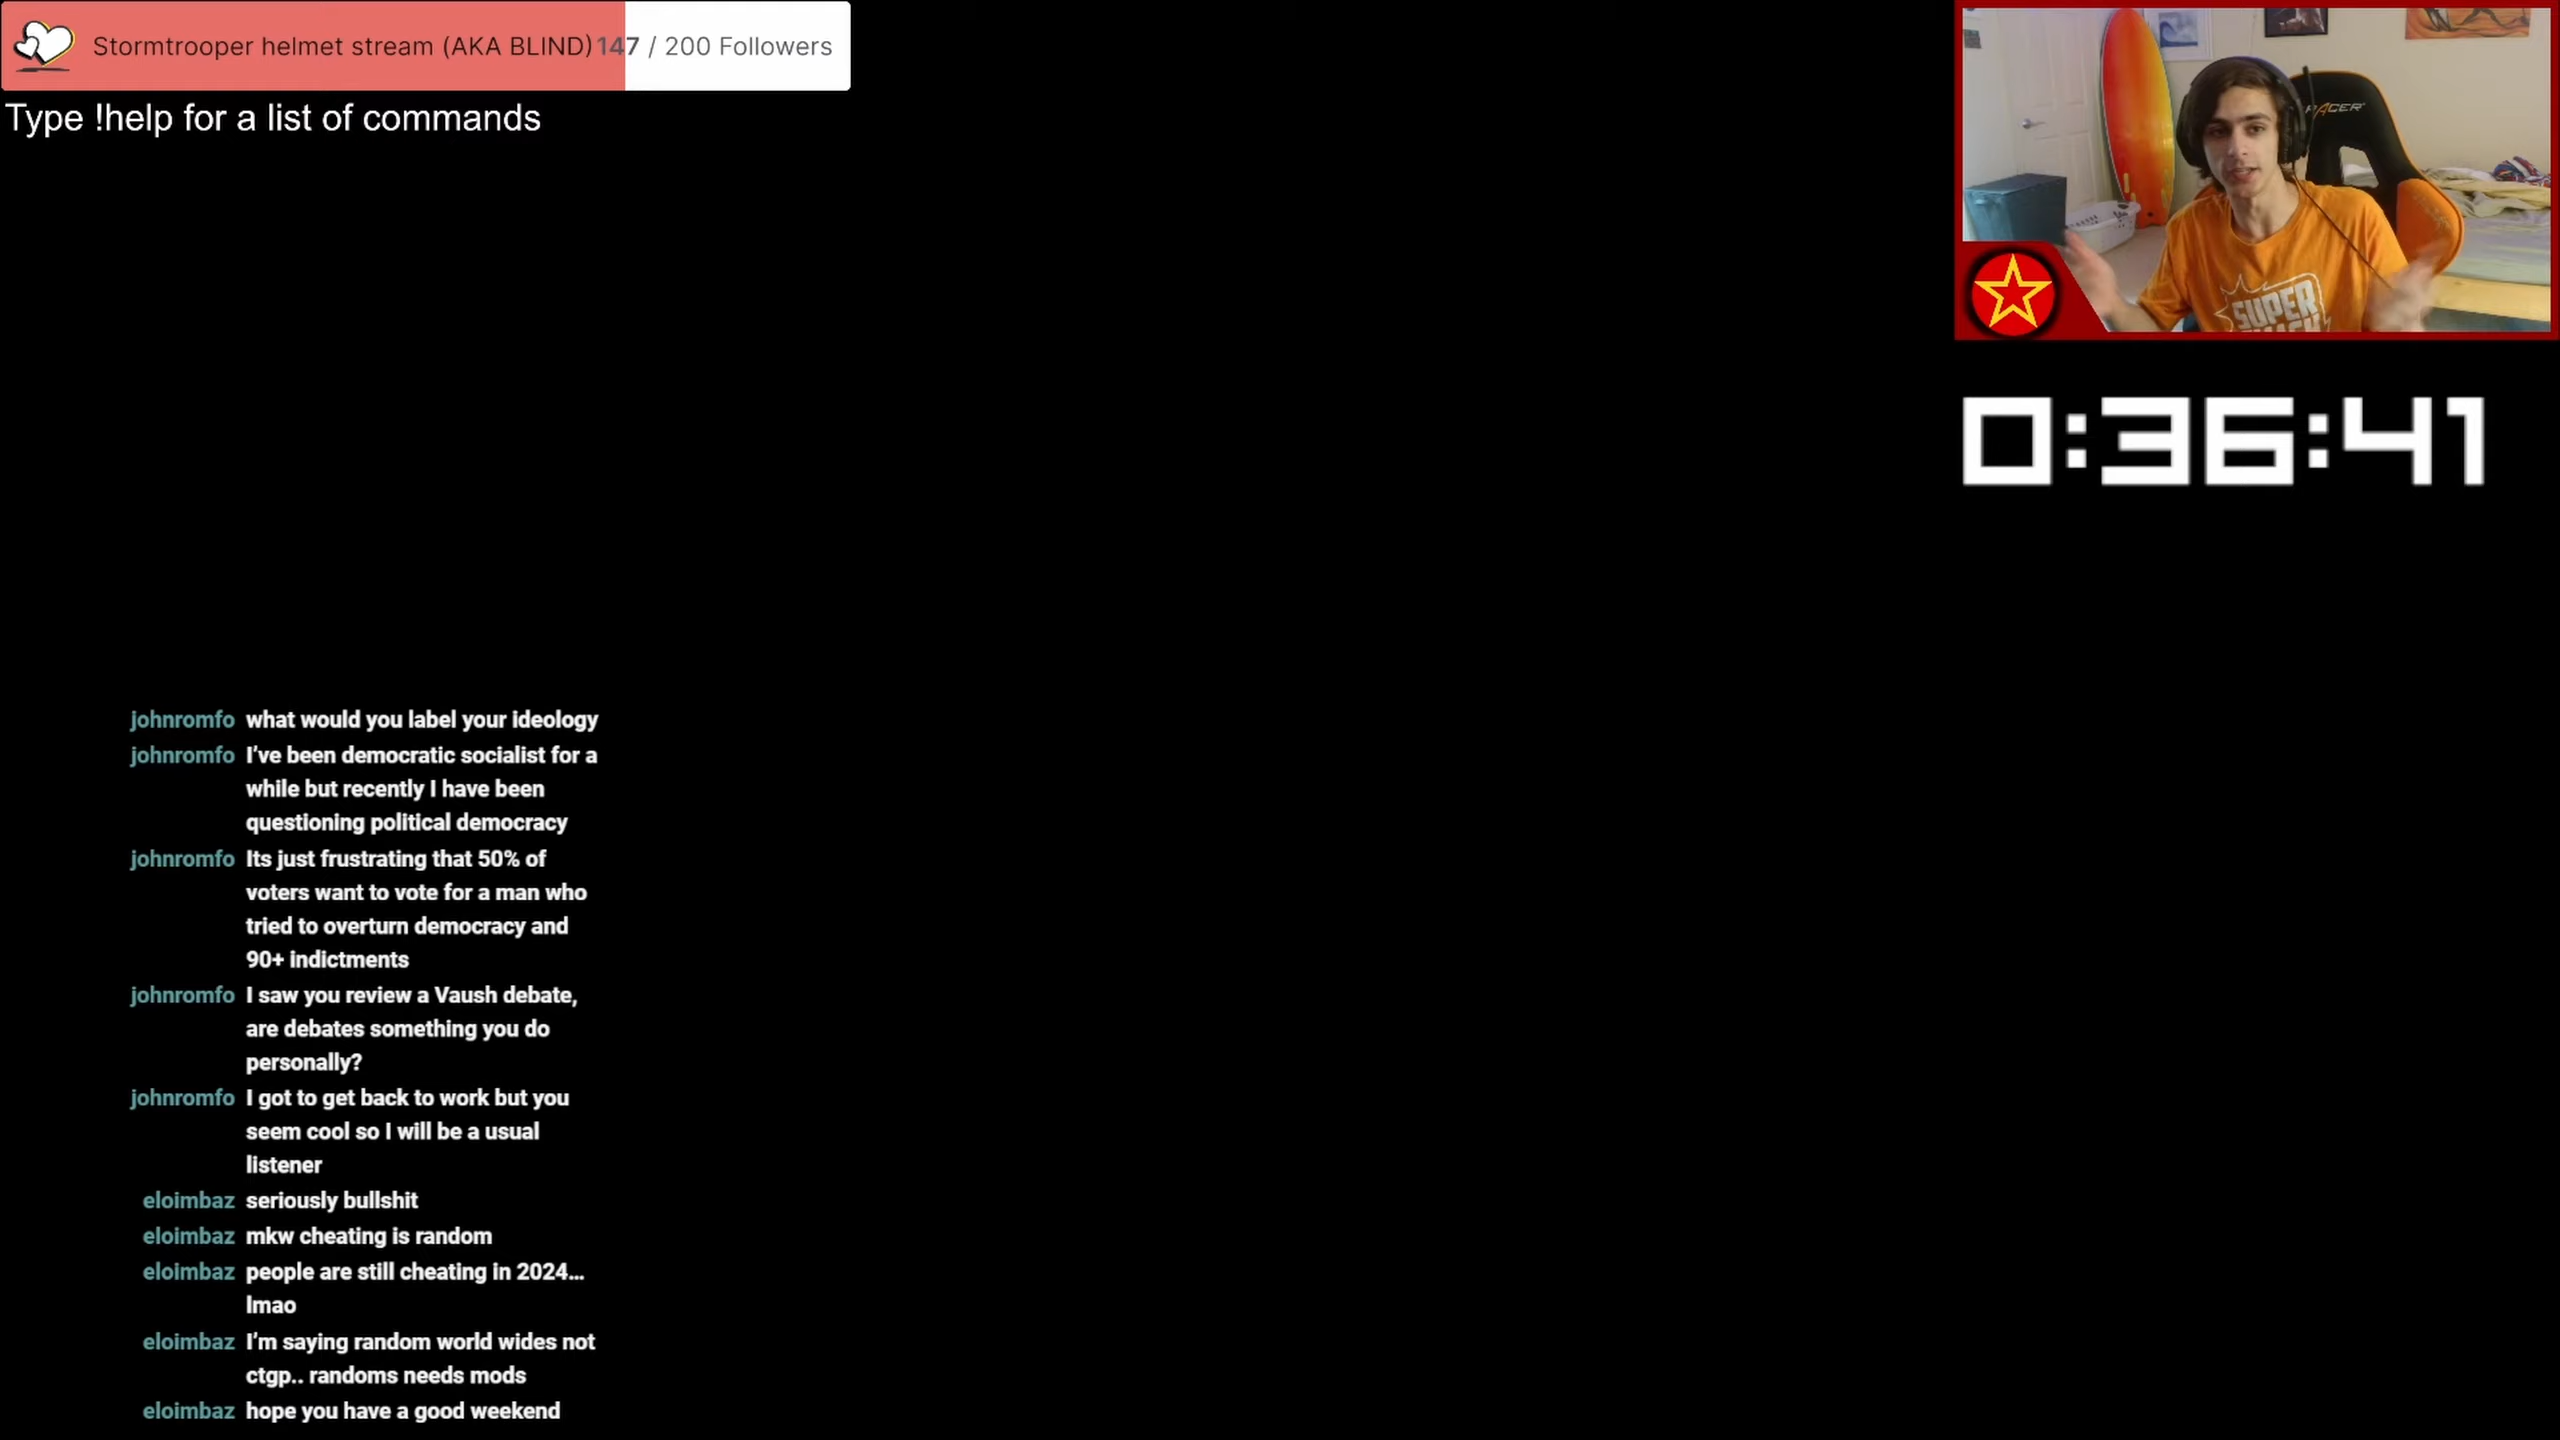 Stormtrooper helmet stream (AKA BLIND) 147 / 200 Followers
Type !help for a list of commands
ACER
SUPER
0:36:41
johnromfo what would you label your ideology
johnromfo I've been democratic socialist for a
while but recently I have been
questioning political democracy
johnromfo Its just frustrating that 50% of
voters want to vote for a man who
tried to overturn democracy and
90+ indictments
johnromfo I saw you review a Vaush debate,
are debates something you do
personally?
johnromfo I got to get back to work but you
seem cool so I will be a usual
listener
eloimbaz seriously bullshit
eloimbaz mkw cheating is random
eloimbaz people are still cheating in 2024...
lmao
eloimbaz I'm saying random world wides not
ctgp.. randoms needs mods
eloimbaz hope you have a good weekend